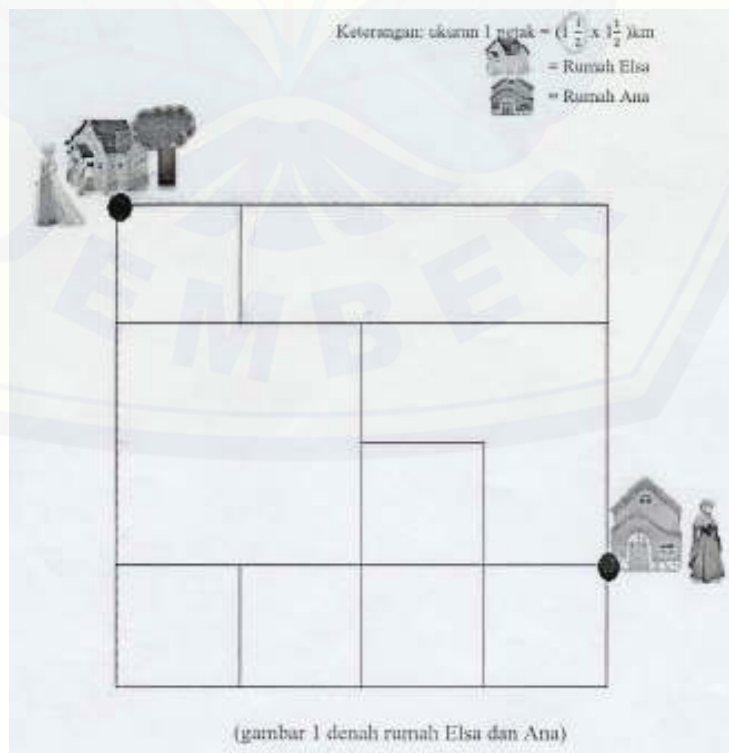 Keterangan: ukuran 1 petak = (1 1/2 x 1 1/2 )km
= Rumah Elsa
= Rumah Ana
JEMBER
(gambar 1 denah rumah Elsa dan Ana)